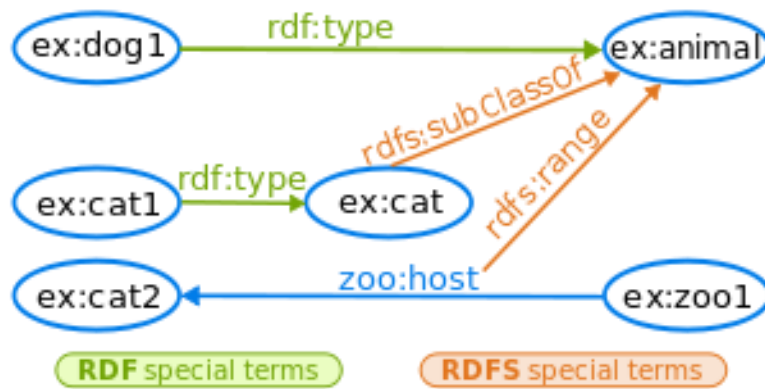 rdf:type
ex:dog1
ex:animal
rdfs:subClassOf
rdf:type
rdfs:range
ex:cat1
ex:cat
zoo:host
ex:cat2
ex:zoo1
RDF special terms
RDFS special terms